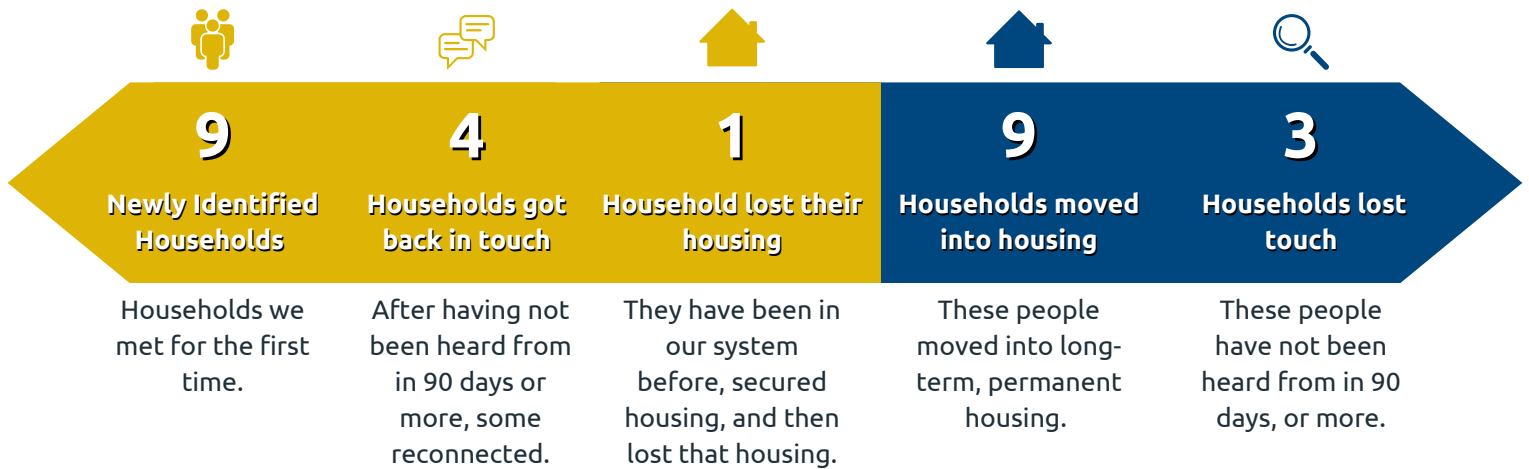 9
Newly Identified
Households
Households we
met for the first
time.
4
Households got
back in touch
After having not
been heard from
in 90 days or
more, some
reconnected.
1
Household lost their
housing
They have been in
our system
before, secured
housing, and then
lost that housing.
9
Households moved
into housing
These people
moved into long-
term, permanent
housing.
3
Households lost
touch
These people
have not been
heard from in 90
days, or more.